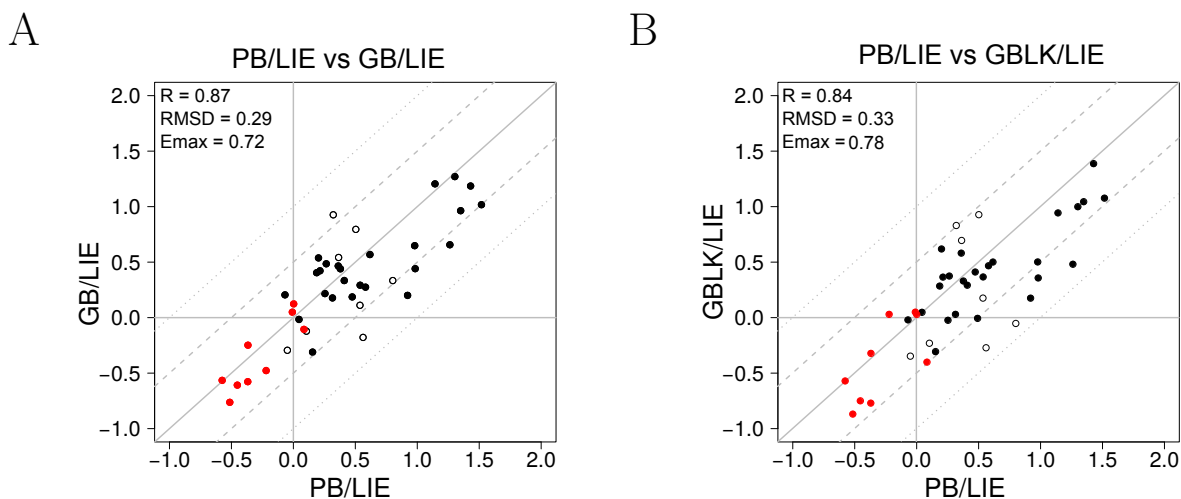 A
PB/LIE vs GB/LIE
R = 0.87
RMSD = 0.29
Emax = 0.72
2.0
1.5
1.0
0.5
0.0
−0.5
−1.0
GB/LIE
−1.0 −0.5 0.0 0.5 1.0 1.5 2.0
PB/LIE
B
PB/LIE vs GBLK/LIE
R = 0.84
RMSD = 0.33
Emax = 0.78
2.0
1.5
1.0
0.5
0.0
−0.5
−1.0
GBLK/LIE
−1.0 −0.5 0.0 0.5 1.0 1.5 2.0
PB/LIE